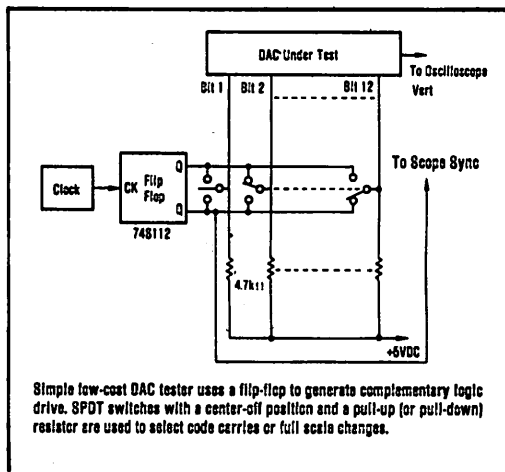 DAC Under Test
To Oscilloscope
Vert
Bit 1
Bit 2
Bit 12
To Scope Sync
Clock
CK
Flip
Flop
Q
Q
74S112
4.7kΩ
+5VDC
Simple low-cost DAC tester uses a flip-flop to generate complementary logic
drive. SPDT switches with a center-off position and a pull-up (or pull-down)
resistor are used to select code carries or full scale changes.